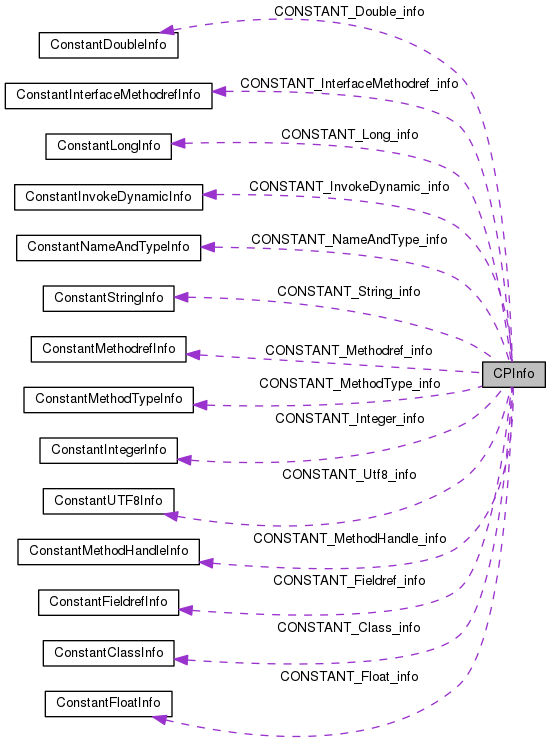 CONSTANT_Double_info
ConstantDoubleInfo
CONSTANT_InterfaceMethodref_info
ConstantInterfaceMethodrefInfo
CONSTANT_Long_info
ConstantLongInfo
CONSTANT_InvokeDynamic_info
ConstantInvokeDynamicInfo
CONSTANT_NameAndType_info
ConstantNameAndTypeInfo
CONSTANT_String_info
ConstantStringInfo
CONSTANT_Methodref_info
ConstantMethodrefInfo
CPInfo
CONSTANT_MethodType_info
ConstantMethodTypeInfo
CONSTANT_Integer_info
ConstantIntegerInfo
CONSTANT_Utf8_info
ConstantUTF8Info
CONSTANT_MethodHandle_info
ConstantMethodHandleInfo
CONSTANT_Fieldref_info
ConstantFieldrefInfo
CONSTANT_Class_info
ConstantClassInfo
CONSTANT_Float_info
ConstantFloatInfo